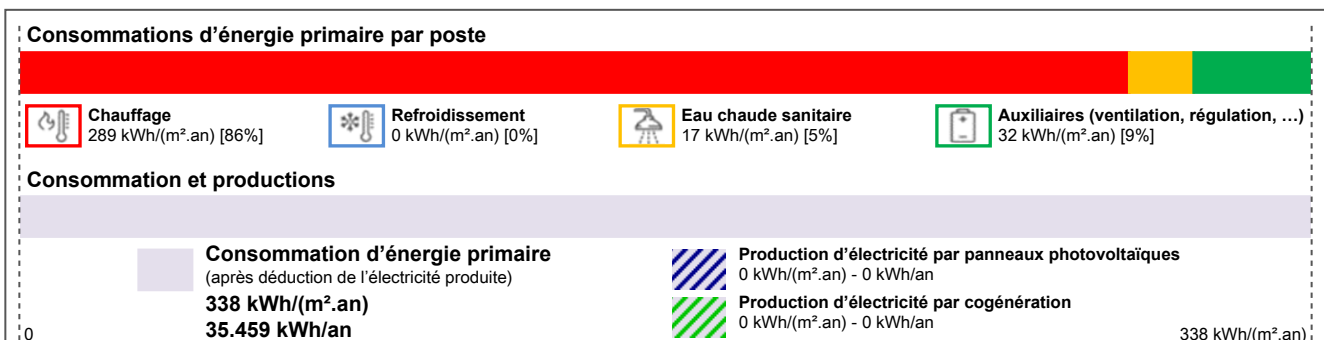 Consommations d’énergie primaire par poste
Chauffage
289 kWh/(m².an) [86%]
Refroidissement
0 kWh/(m².an) [0%]
Eau chaude sanitaire
17 kWh/(m².an) [5%]
Auxiliaires (ventilation, régulation, …)
32 kWh/(m².an) [9%]
Consommation et productions
Consommation d’énergie primaire
(après déduction de l’électricité produite)
338 kWh/(m².an)
35.459 kWh/an
Production d’électricité par panneaux photovoltaïques
0 kWh/(m².an) - 0 kWh/an
Production d’électricité par cogénération
0 kWh/(m².an) - 0 kWh/an
0
338 kWh/(m².an)